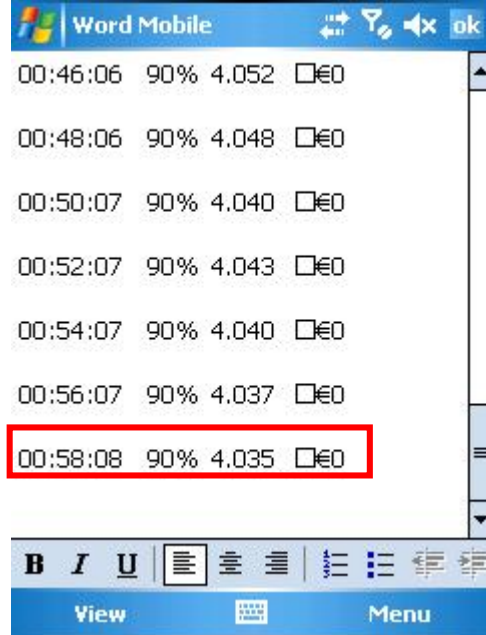 Word Mobile ok
00:46:06 90% 4.052 □€0
00:48:06 90% 4.048 □€0
00:50:07 90% 4.040 □€0
00:52:07 90% 4.043 □€0
00:54:07 90% 4.040 □€0
00:56:07 90% 4.037 □€0
00:58:08 90% 4.035 □€0
B I U
View Menu